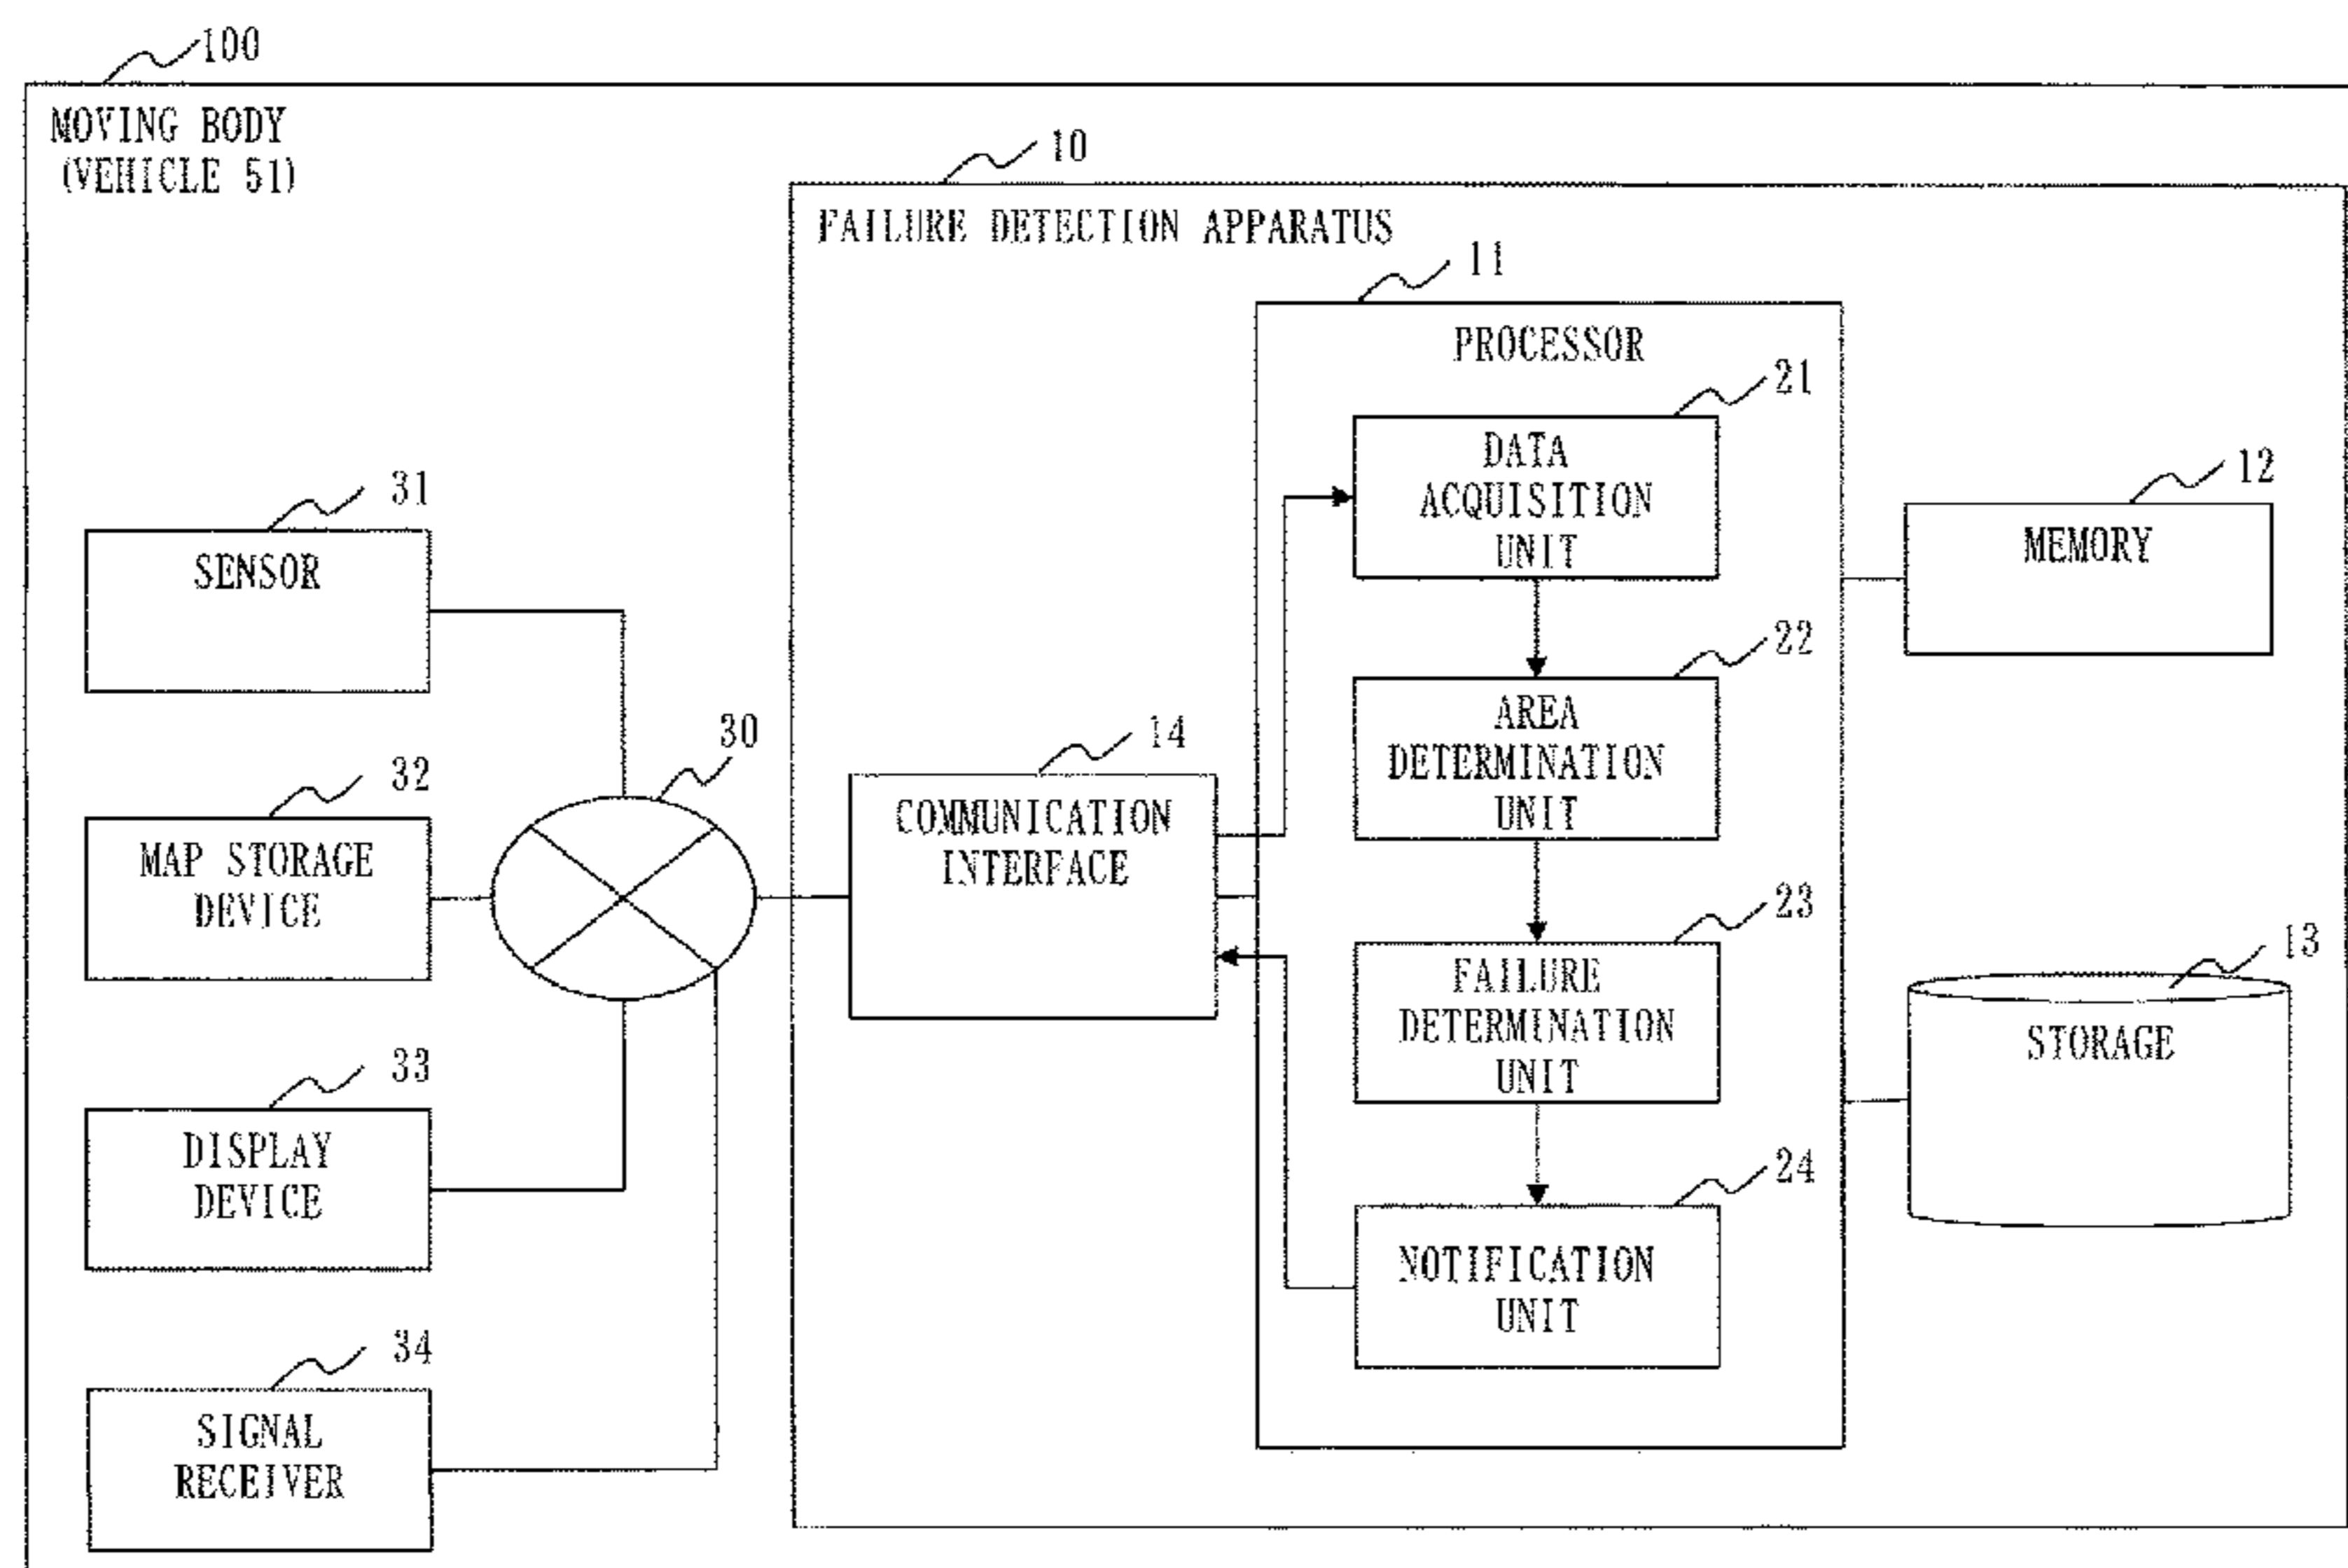 100
MOVING BODY
(VEHICLE 51)
10
FAILURE DETECTION APPARATUS
11
PROCESSOR
21
DATA
ACQUISITION
UNIT
12
MEMORY
31
SENSOR
22
AREA
DETERMINATION
UNIT
30
14
COMMUNICATION
INTERFACE
32
MAP STORAGE
DEVICE
23
FAILURE
DETERMINATION
UNIT
13
STORAGE
33
DISPLAY
DEVICE
24
NOTIFICATION
UNIT
34
SIGNAL
RECEIVER